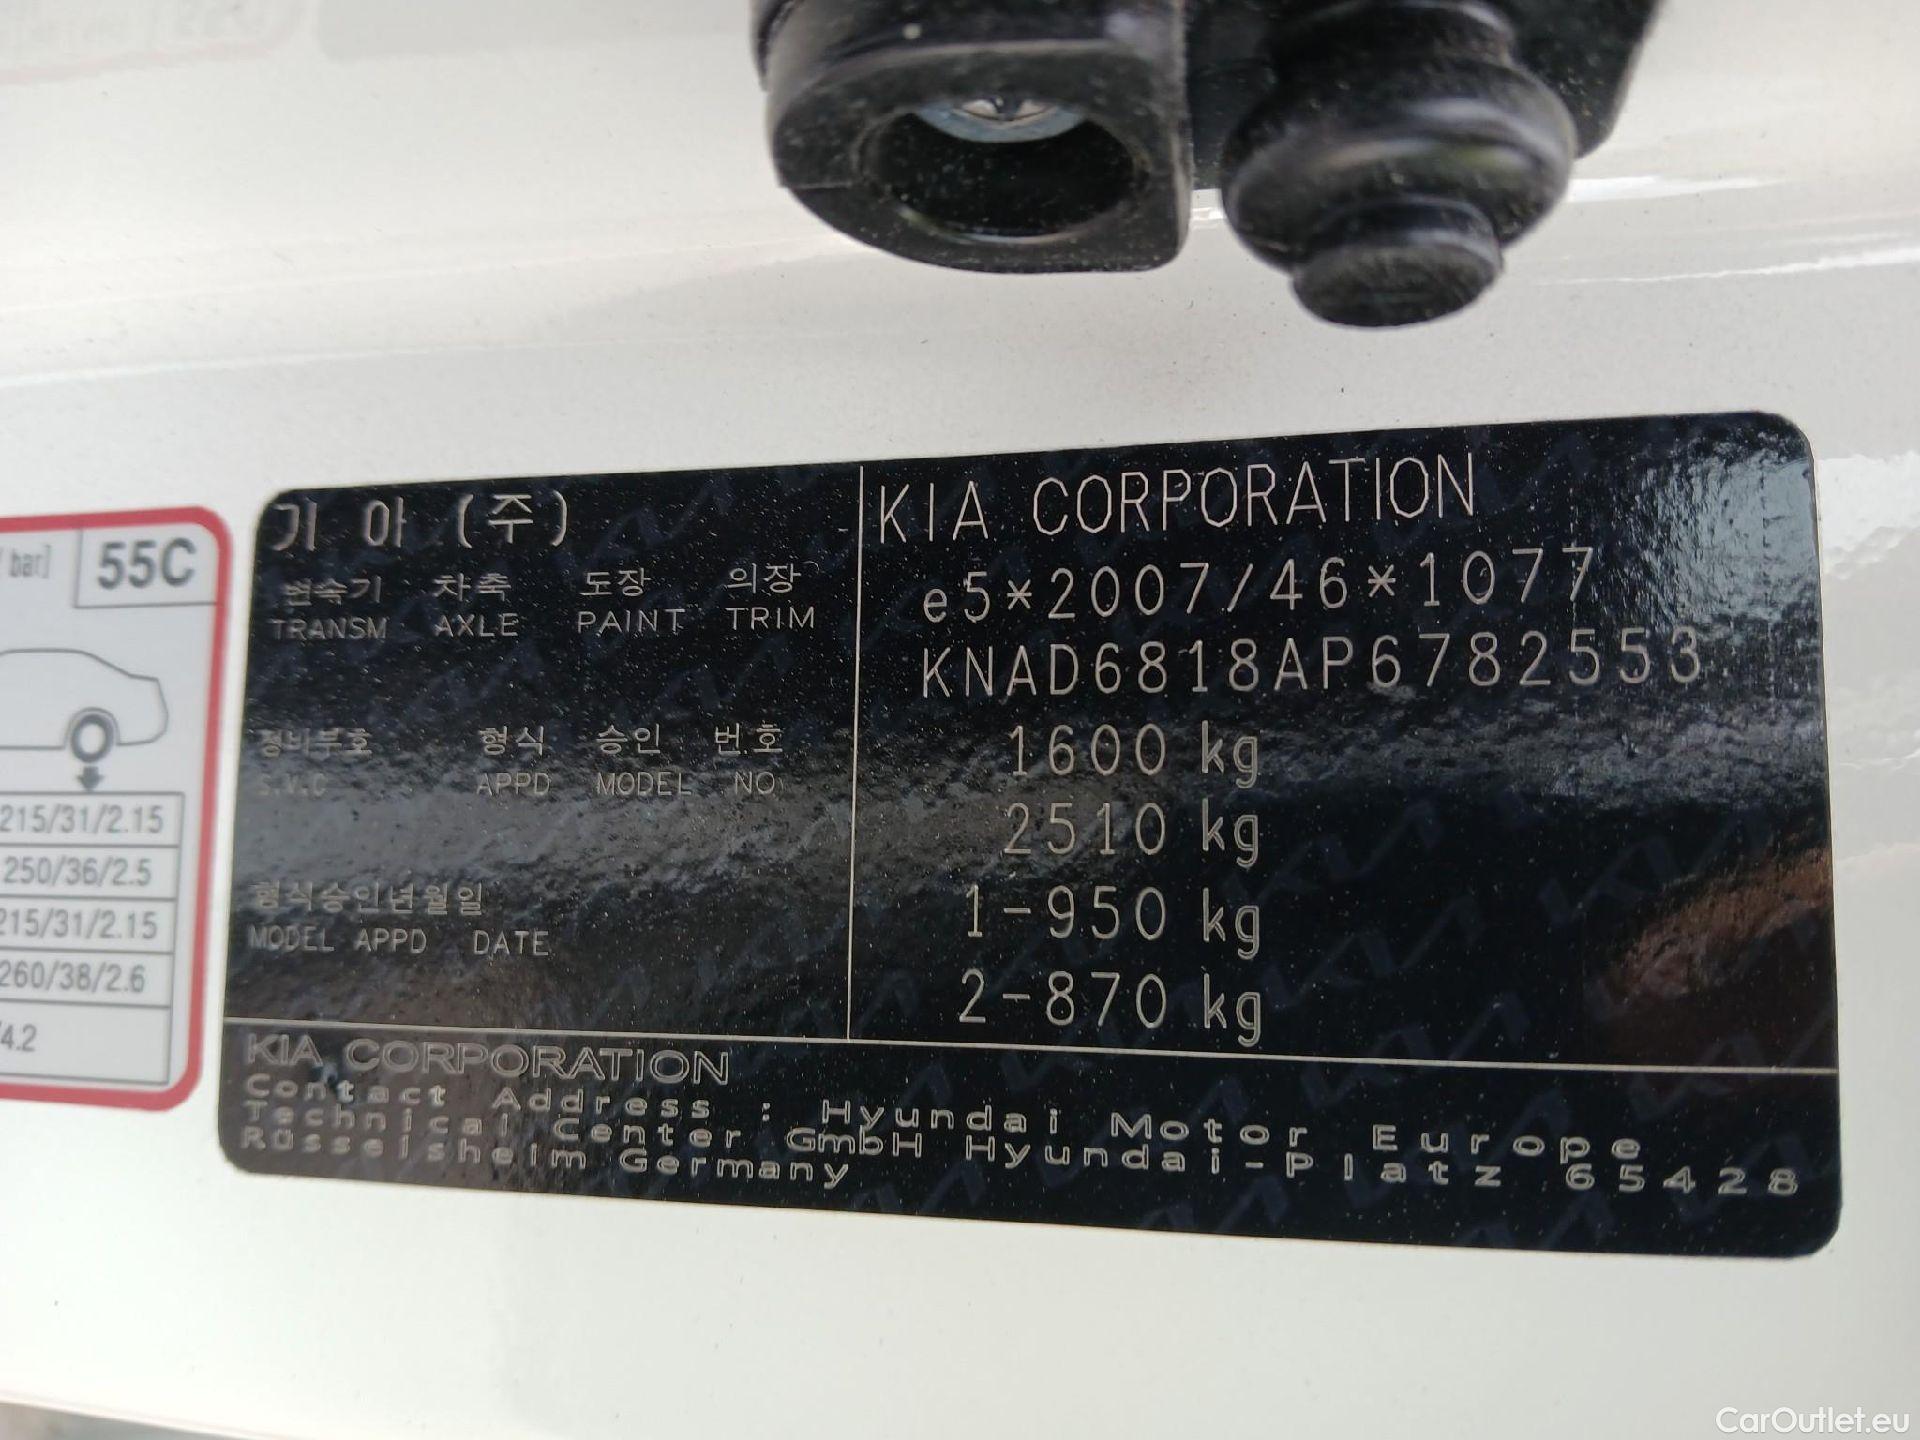 / bar] 55C
215/31/2.15
250/36/2.5
215/31/2.15
260/38/2.6
/4.2
기 아 (주)
변속기 차축 도장 의장
TRANSM AXLE PAINT TRIM
정비부호 형식 승인 번호
S.V.C APPD MODEL NO
형식승인년월일
MODEL APPD DATE
KIA CORPORATION
e5*2007/46*1077
KNAD6818AP6782553
1600 kg
2510 kg
1-950 kg
2-870 kg
KIA CORPORATION
Contact Address : Hyundai Motor Europe
Technical Center GmbH Hyundai-Platz 65428
Rüsselsheim Germany
CarOutlet.eu